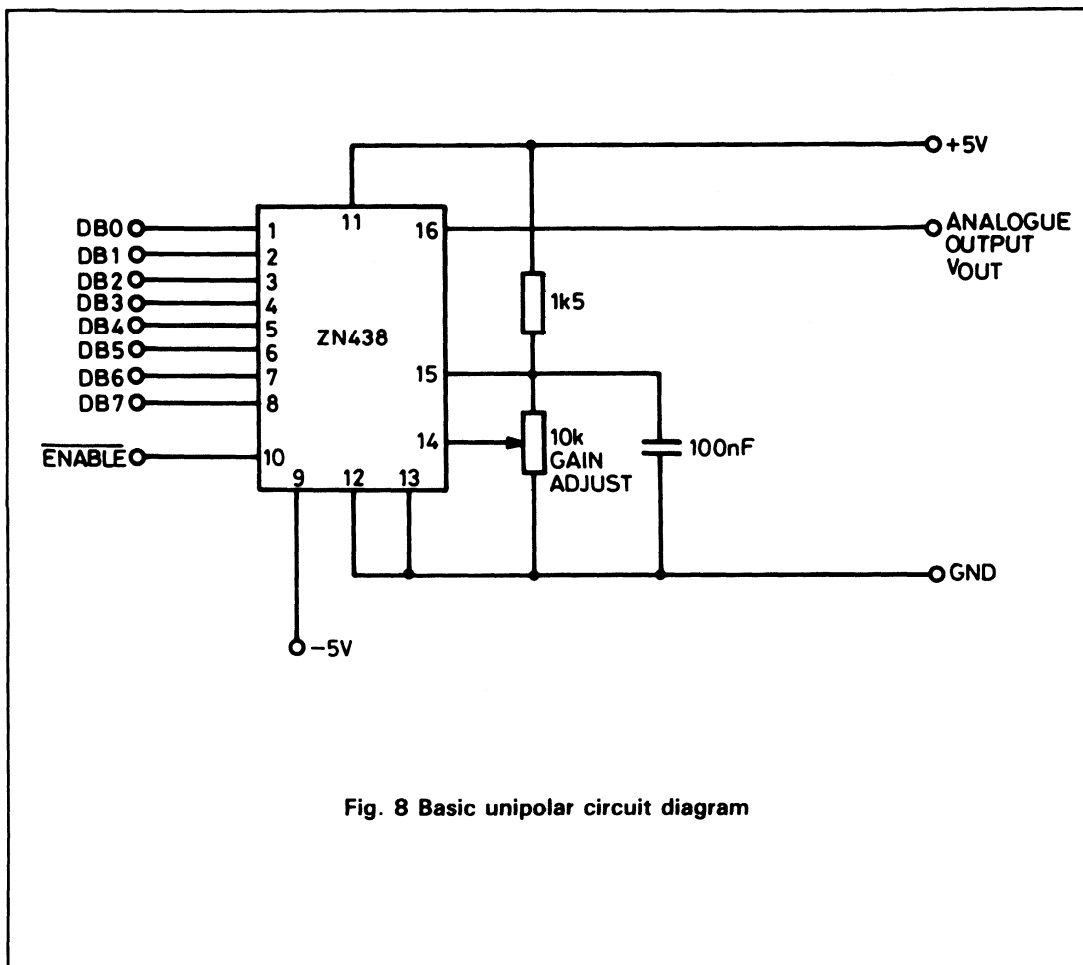 +5V
DB0
1
11
16
ANALOGUE
OUTPUT
VOUT
DB1
2
DB2
3
DB3
4
1k5
DB4
5
DB5
6
ZN438
DB6
7
15
DB7
8
14
10k
GAIN
ADJUST
100nF
ENABLE
10
9
12
13
GND
−5V
Fig. 8 Basic unipolar circuit diagram